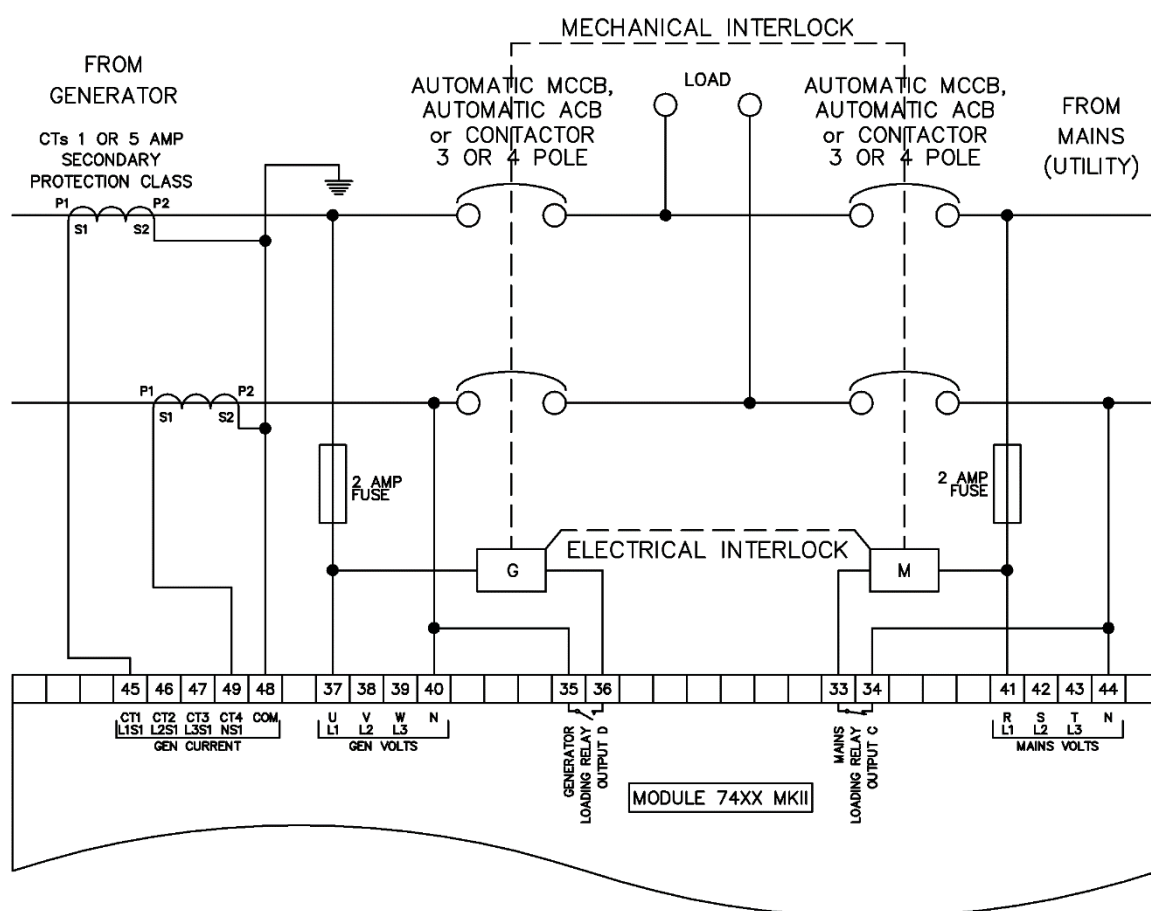 MECHANICAL INTERLOCK
FROM
GENERATOR
CTs 1 OR 5 AMP
SECONDARY
PROTECTION CLASS
AUTOMATIC MCCB,
AUTOMATIC ACB
or CONTACTOR
3 OR 4 POLE
LOAD
AUTOMATIC MCCB,
AUTOMATIC ACB
or CONTACTOR
3 OR 4 POLE
FROM
MAINS
(UTILITY)
P1 P2
S1 S2
P1 P2
S1 S2
2 AMP
FUSE
2 AMP
FUSE
ELECTRICAL INTERLOCK
G
M
45 46 47 49 48 37 38 39 40 35 36 33 34 41 42 43 44
CT1 CT2 CT3 CT4 COM.
L1S1 L2S1 L3S1 NS1
GEN CURRENT
U V W N
L1 L2 L3
GEN VOLTS
GENERATOR
LOADING RELAY
OUTPUT D
MAINS
LOADING RELAY
OUTPUT C
R S T N
L1 L2 L3
MAINS VOLTS
MODULE 74XX MKII